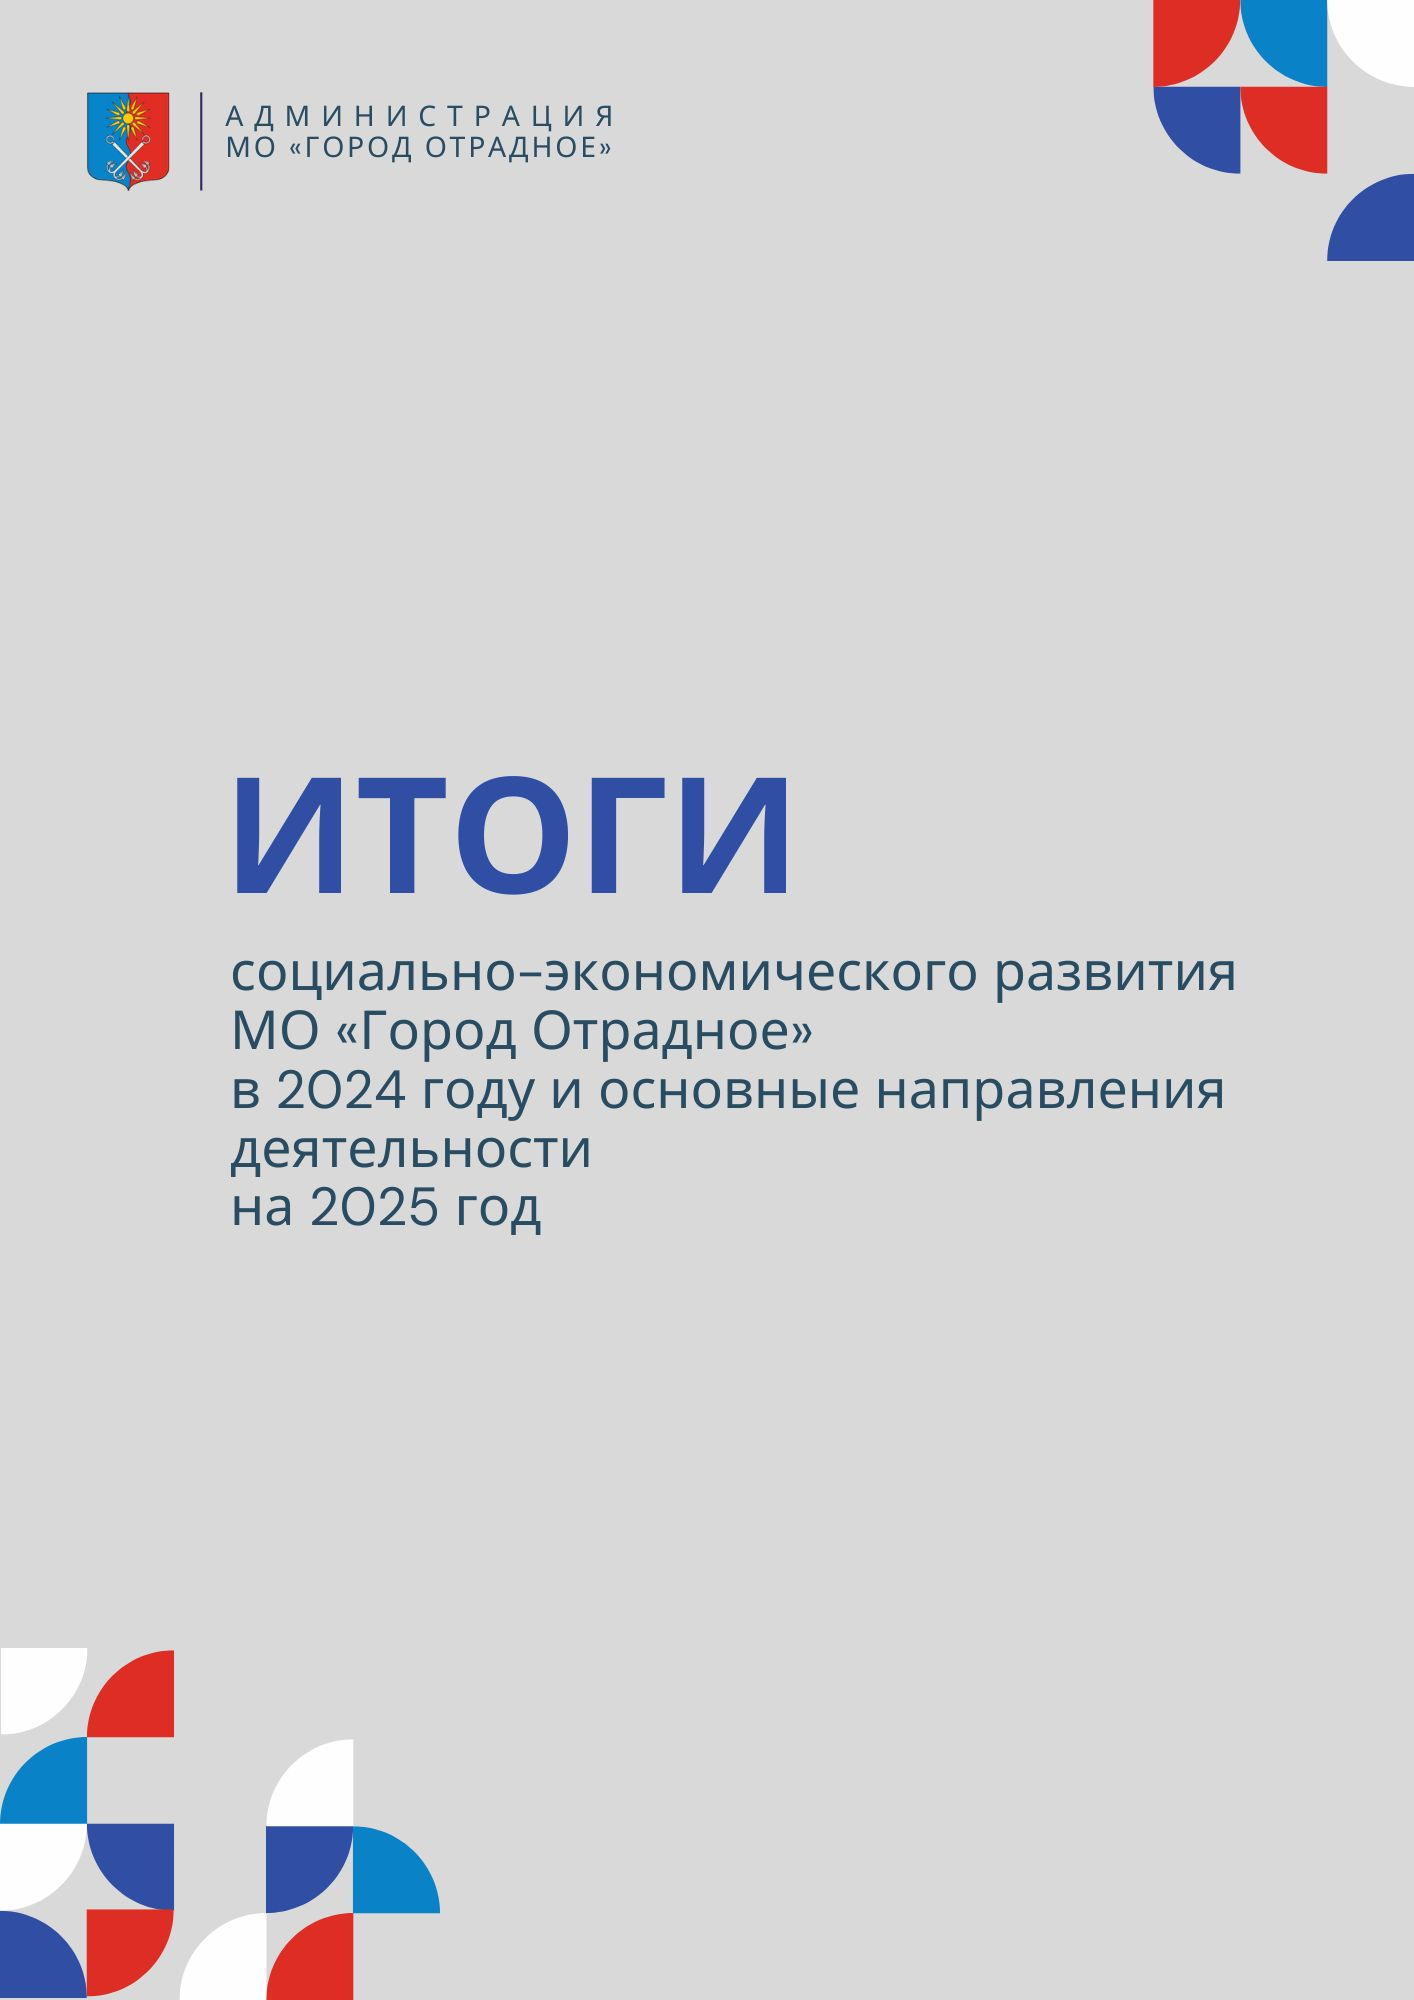 АДМИНИСТРАЦИЯ
МО «ГОРОД ОТРАДНОЕ»
ИТОГИ
социально–экономического развития
МО «Город Отрадное»
в 2024 году и основные направления
деятельности
на 2025 год